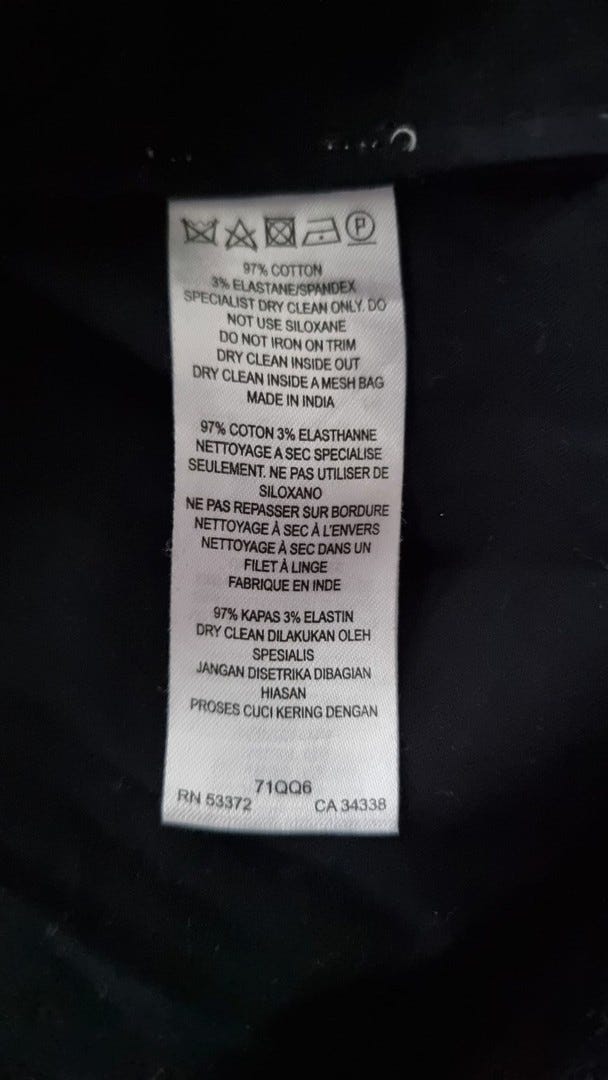 P
97% COTTON
3% ELASTANE/SPANDEX
SPECIALIST DRY CLEAN ONLY. DO
NOT USE SILOXANE
DO NOT IRON ON TRIM
DRY CLEAN INSIDE OUT
DRY CLEAN INSIDE A MESH BAG
MADE IN INDIA
97% COTON 3% ELASTHANNE
NETTOYAGE A SEC SPECIALISE
SEULEMENT. NE PAS UTILISER DE
SILOXANO
NE PAS REPASSER SUR BORDURE
NETTOYAGE À SEC À L'ENVERS
NETTOYAGE À SEC DANS UN
FILET À LINGE
FABRIQUE EN INDE
97% KAPAS 3% ELASTIN
DRY CLEAN DILAKUKAN OLEH
SPESIALIS
JANGAN DISETRIKA DIBAGIAN
HIASAN
PROSES CUCI KERING DENGAN
71QQ6
RN 53372 CA 34338